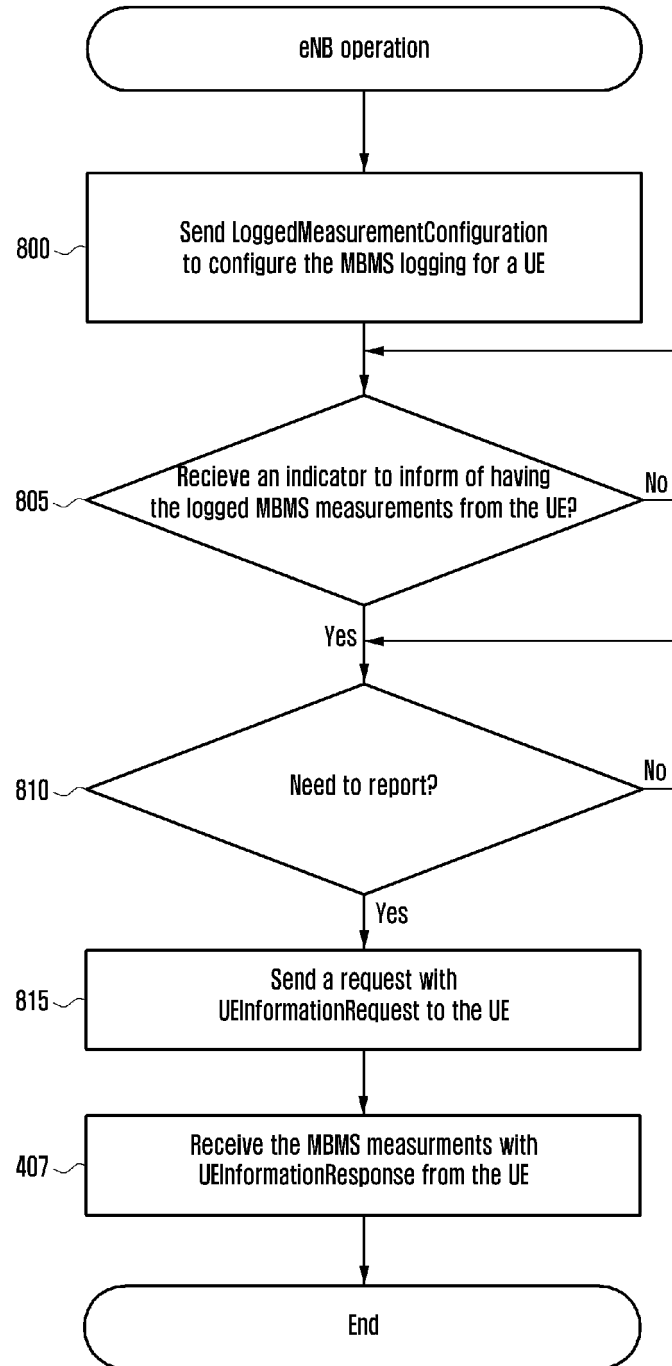 eNB operation
800
Send LoggedMeasurementConfiguration
to configure the MBMS logging for a UE
805
Recieve an indicator to inform of having
the logged MBMS measurements from the UE?
No
Yes
810
Need to report?
No
Yes
815
Send a request with
UEInformationRequest to the UE
407
Receive the MBMS measurments with
UEInformationResponse from the UE
End